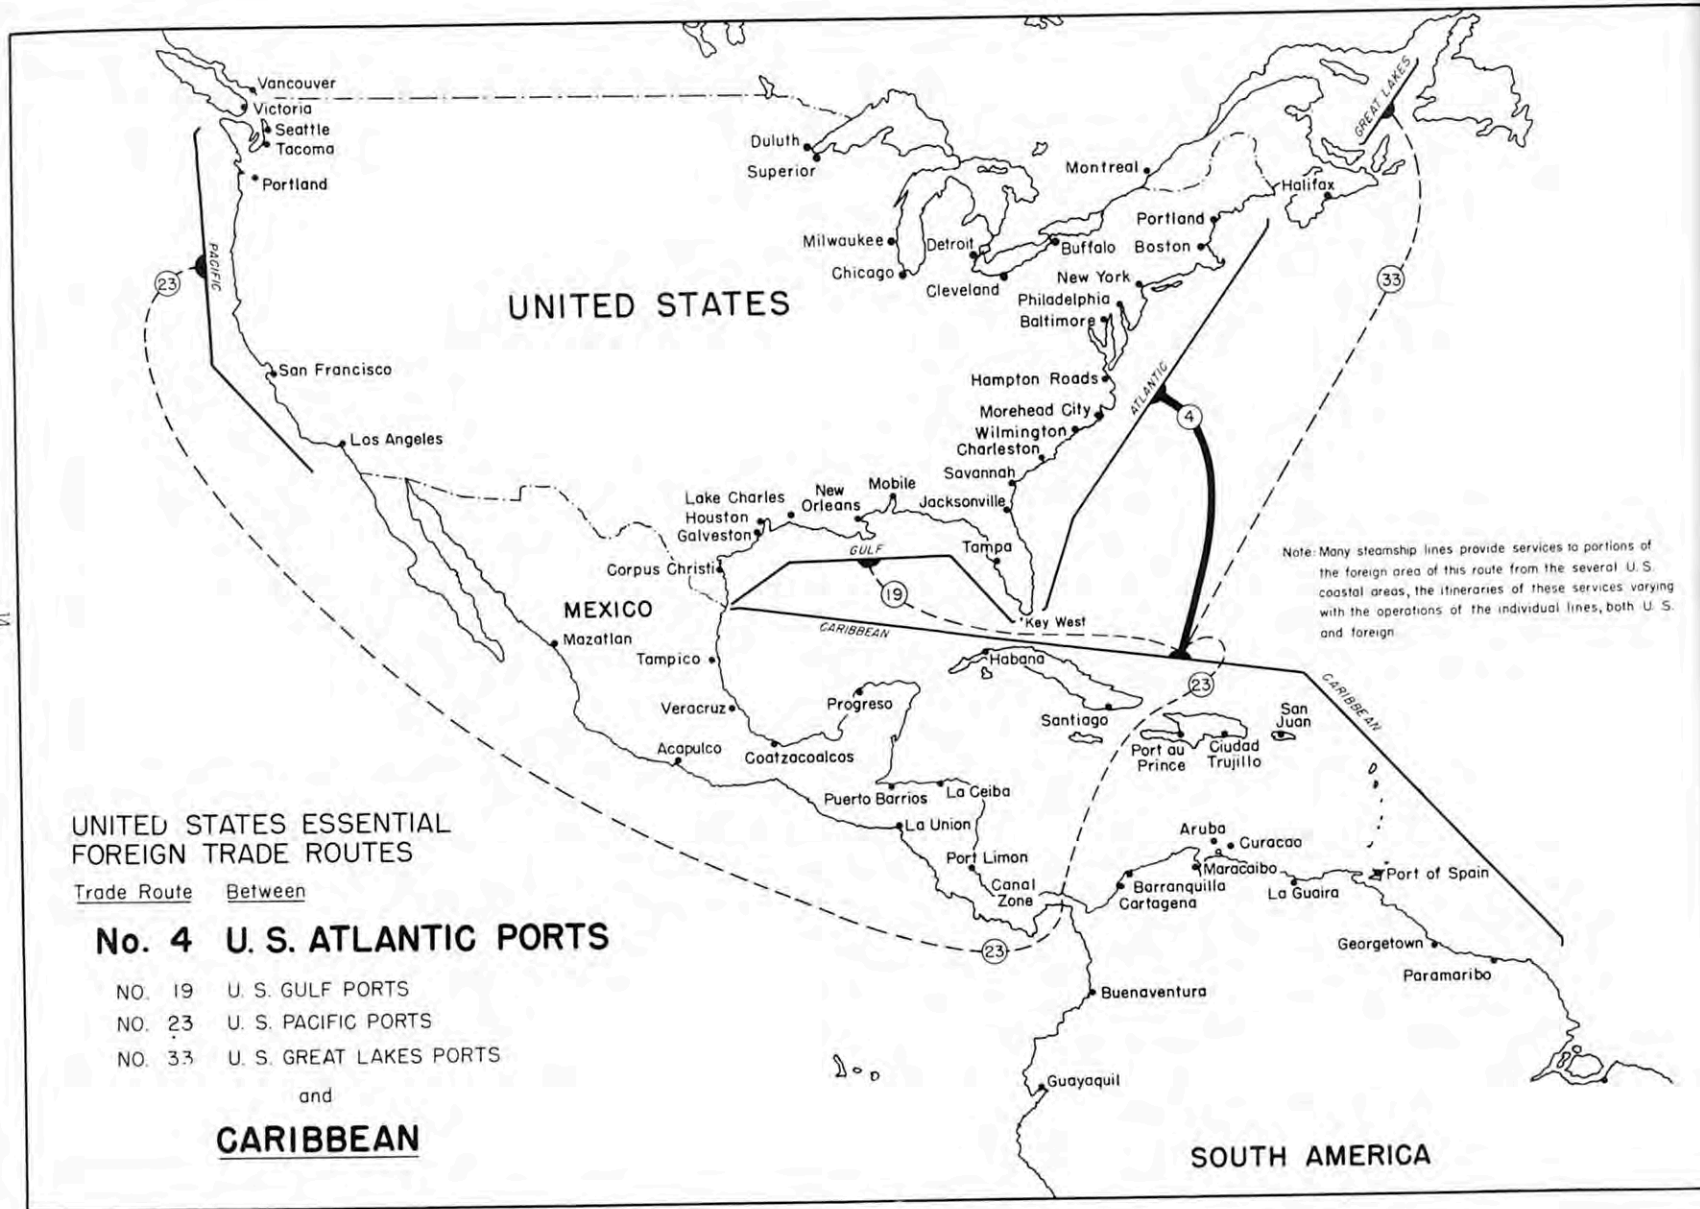 Vancouver
Victoria
Seattle
Tacoma
Portland
PACIFIC
23
San Francisco
Los Angeles
UNITED STATES
Duluth
Superior
Milwaukee
Chicago
Detroit
Cleveland
Buffalo
Montreal
Portland
Boston
New York
Philadelphia
Baltimore
Hampton Roads
Morehead City
Wilmington
Charleston
Savannah
Jacksonville
Tampa
Key West
Halifax
GREAT LAKES
33
ATLANTIC
4
Lake Charles
Houston
Galveston
New
Orleans
Mobile
Corpus Christi
GULF
19
CARIBBEAN
MEXICO
Mazatlan
Tampico
Veracruz
Acapulco
Coatzacoalcos
Progreso
Habana
Santiago
23
Port au
Prince
Ciudad
Trujillo
San
Juan
CARIBBEAN
Note: Many steamship lines provide services to portions of
the foreign area of this route from the several U. S.
coastal areas, the itineraries of these services varying
with the operations of the individual lines, both U. S.
and foreign.
Puerto Barrios
La Ceiba
La Union
Port Limon
Canal
Zone
Aruba
Curacao
Maracaibo
Barranquilla
Cartagena
La Guaira
Port of Spain
Georgetown
Paramaribo
23
Buenaventura
Guayaquil
SOUTH AMERICA
UNITED STATES ESSENTIAL
FOREIGN TRADE ROUTES
Trade Route Between
No. 4 U. S. ATLANTIC PORTS
NO. 19 U. S. GULF PORTS
NO. 23 U. S. PACIFIC PORTS
NO. 33 U. S. GREAT LAKES PORTS
and
CARIBBEAN